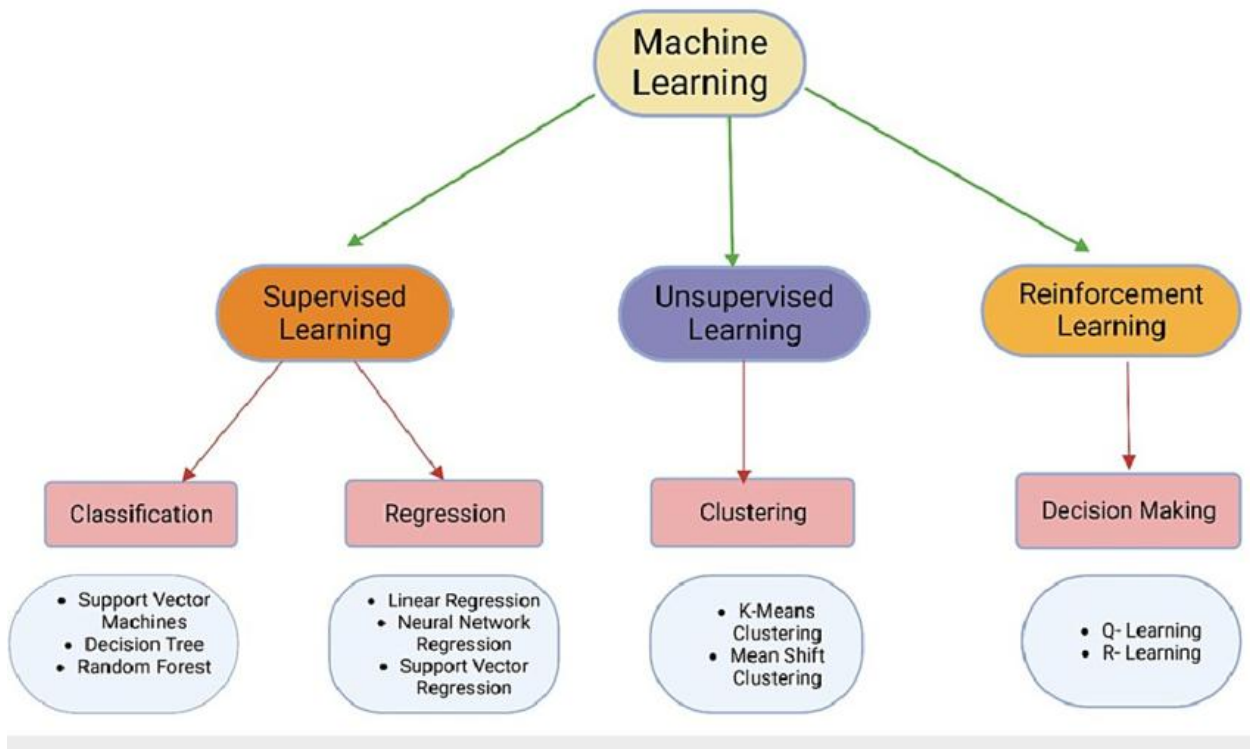 Machine
Learning
Supervised
Learning
Unsupervised
Learning
Reinforcement
Learning
Classification
Regression
Clustering
Decision Making
• Support Vector
Machines
• Decision Tree
• Random Forest
• Linear Regression
• Neural Network
Regression
• Support Vector
Regression
• K-Means
Clustering
• Mean Shift
Clustering
• Q- Learning
• R- Learning